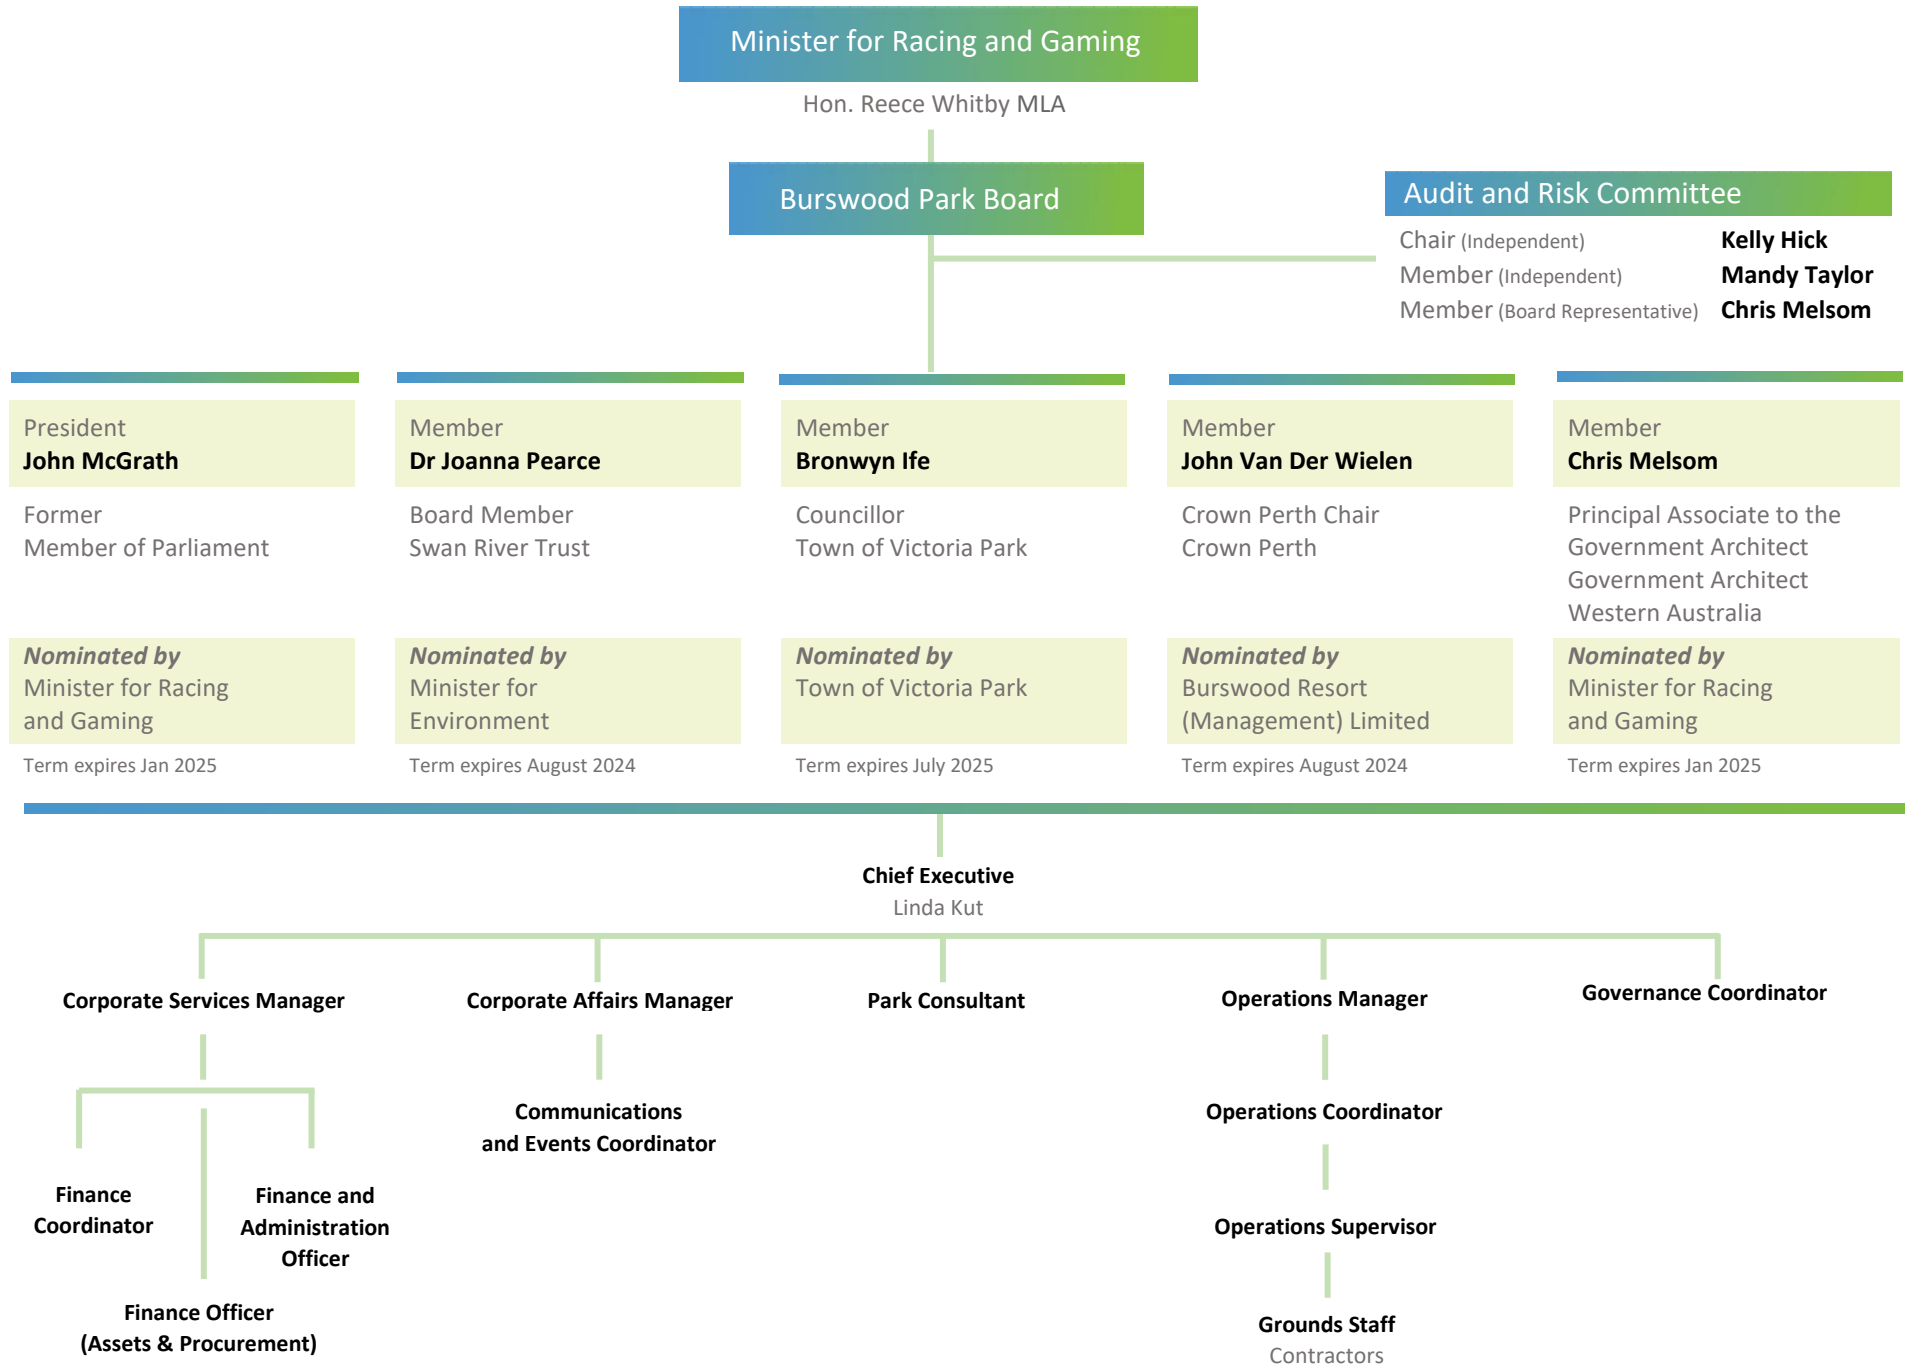 Minister for Racing and Gaming
Hon. Reece Whitby MLA
Burswood Park Board
Audit and Risk Committee
Chair (Independent) Kelly Hick
Member (Independent) Mandy Taylor
Member (Board Representative) Chris Melsom
President
John McGrath
Former
Member of Parliament
Nominated by
Minister for Racing
and Gaming
Term expires Jan 2025
Member
Dr Joanna Pearce
Board Member
Swan River Trust
Nominated by
Minister for
Environment
Term expires August 2024
Member
Bronwyn Ife
Councillor
Town of Victoria Park
Nominated by
Town of Victoria Park
Term expires July 2025
Member
John Van Der Wielen
Crown Perth Chair
Crown Perth
Nominated by
Burswood Resort
(Management) Limited
Term expires August 2024
Member
Chris Melsom
Principal Associate to the
Government Architect
Government Architect
Western Australia
Nominated by
Minister for Racing
and Gaming
Term expires Jan 2025
Chief Executive
Linda Kut
Corporate Services Manager
Finance
Coordinator
Finance and
Administration
Officer
Finance Officer
(Assets & Procurement)
Corporate Affairs Manager
Communications
and Events Coordinator
Park Consultant
Operations Manager
Operations Coordinator
Operations Supervisor
Grounds Staff
Contractors
Governance Coordinator